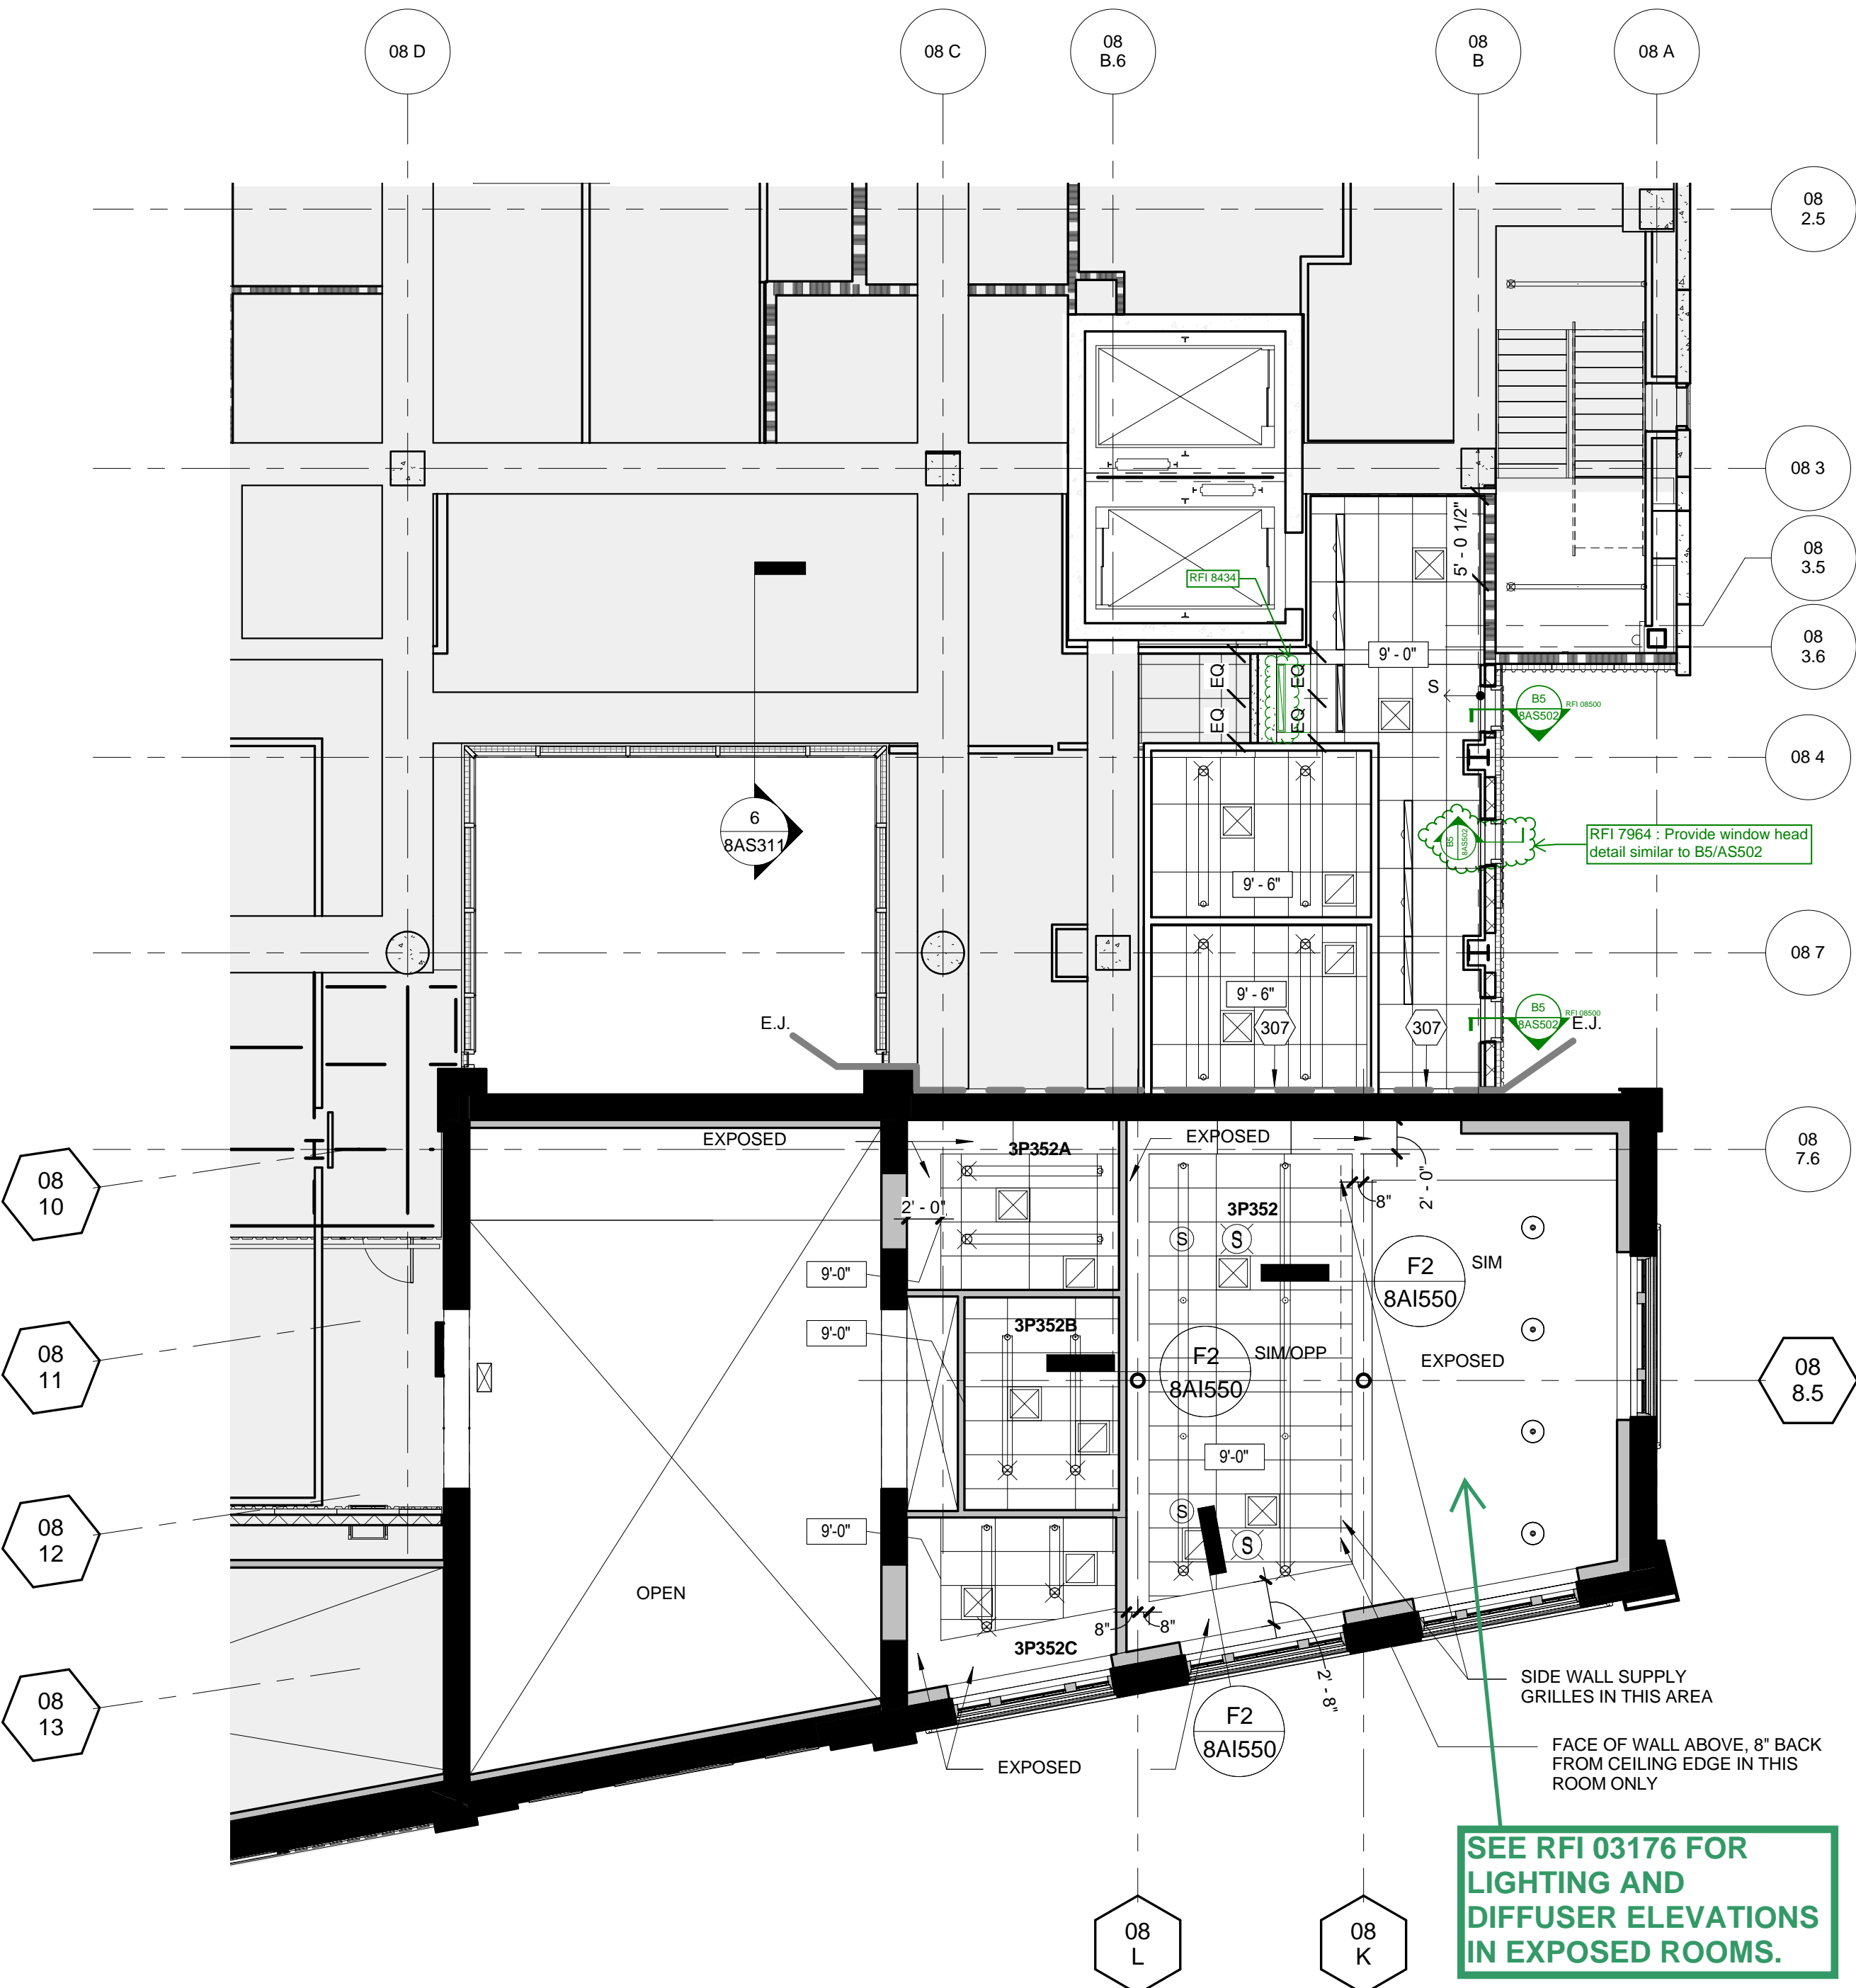 08 D
08 C
08
B.6
08
B
08 A
08
2.5
08 3
5' - 0 1/2"
08
3.5
RFI 8434
08
3.6
9' - 0"
EQ
EQ
EQ
EQ
S
B5
8AS502
RFI 08500
08 4
6
8AS311
B5
8AS502
RFI 7964 : Provide window head
detail similar to B5/AS502
9' - 6"
08 7
9' - 6"
307
307
B5
8AS502
RFI 08500
E.J.
E.J.
EXPOSED
3P352A
EXPOSED
08
7.6
08
10
2' - 0"
3P352
8"
2' - 0"
S
S
F2
8AI550
SIM
9'-0"
9'-0"
3P352B
F2
8AI550
SIM/OPP
EXPOSED
08
11
08
8.5
9'-0"
9'-0"
S
S
08
12
OPEN
8"
8"
3P352C
2' - 8"
SIDE WALL SUPPLY
GRILLES IN THIS AREA
08
13
F2
8AI550
EXPOSED
FACE OF WALL ABOVE, 8" BACK
FROM CEILING EDGE IN THIS
ROOM ONLY
SEE RFI 03176 FOR
LIGHTING AND
DIFFUSER ELEVATIONS
IN EXPOSED ROOMS.
08
L
08
K